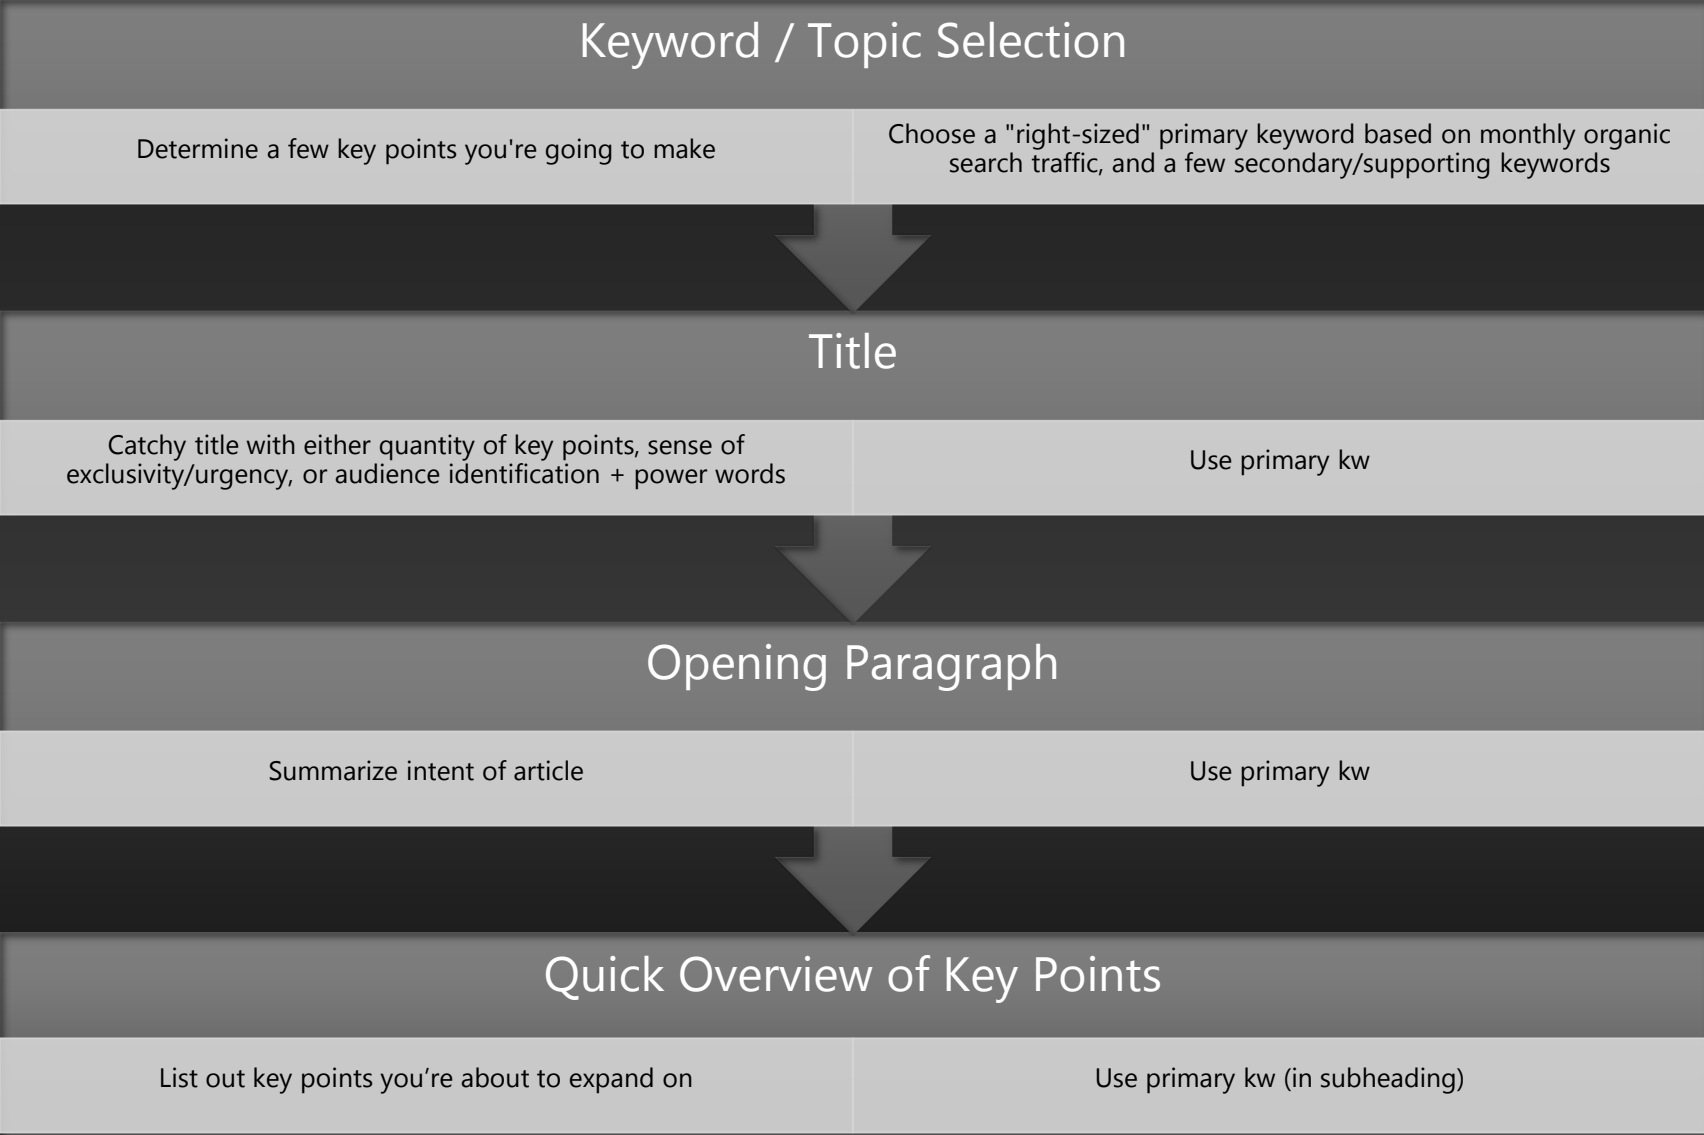 Keyword / Topic Selection
Determine a few key points you're going to make
Choose a "right-sized" primary keyword based on monthly organic
search traffic, and a few secondary/supporting keywords
Title
Catchy title with either quantity of key points, sense of
exclusivity/urgency, or audience identification + power words
Use primary kw
Opening Paragraph
Summarize intent of article
Use primary kw
Quick Overview of Key Points
List out key points you’re about to expand on
Use primary kw (in subheading)